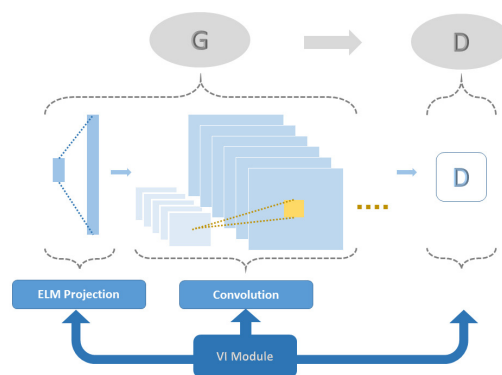 G
D
D
ELM Projection
Convolution
VI Module